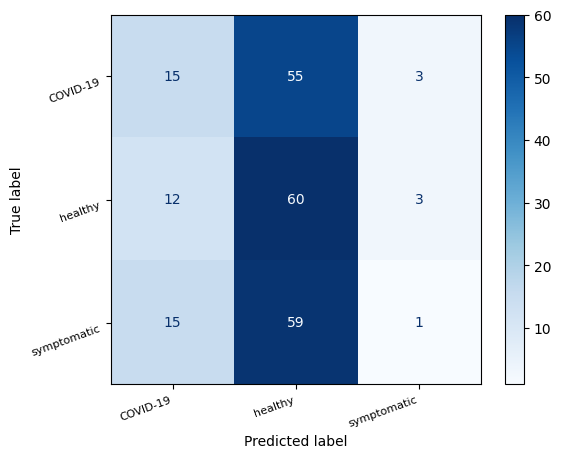 True label
COVID-19
15 55 3
healthy
12 60 3
symptomatic
15 59 1
COVID-19 healthy symptomatic
Predicted label
60
50
40
30
20
10